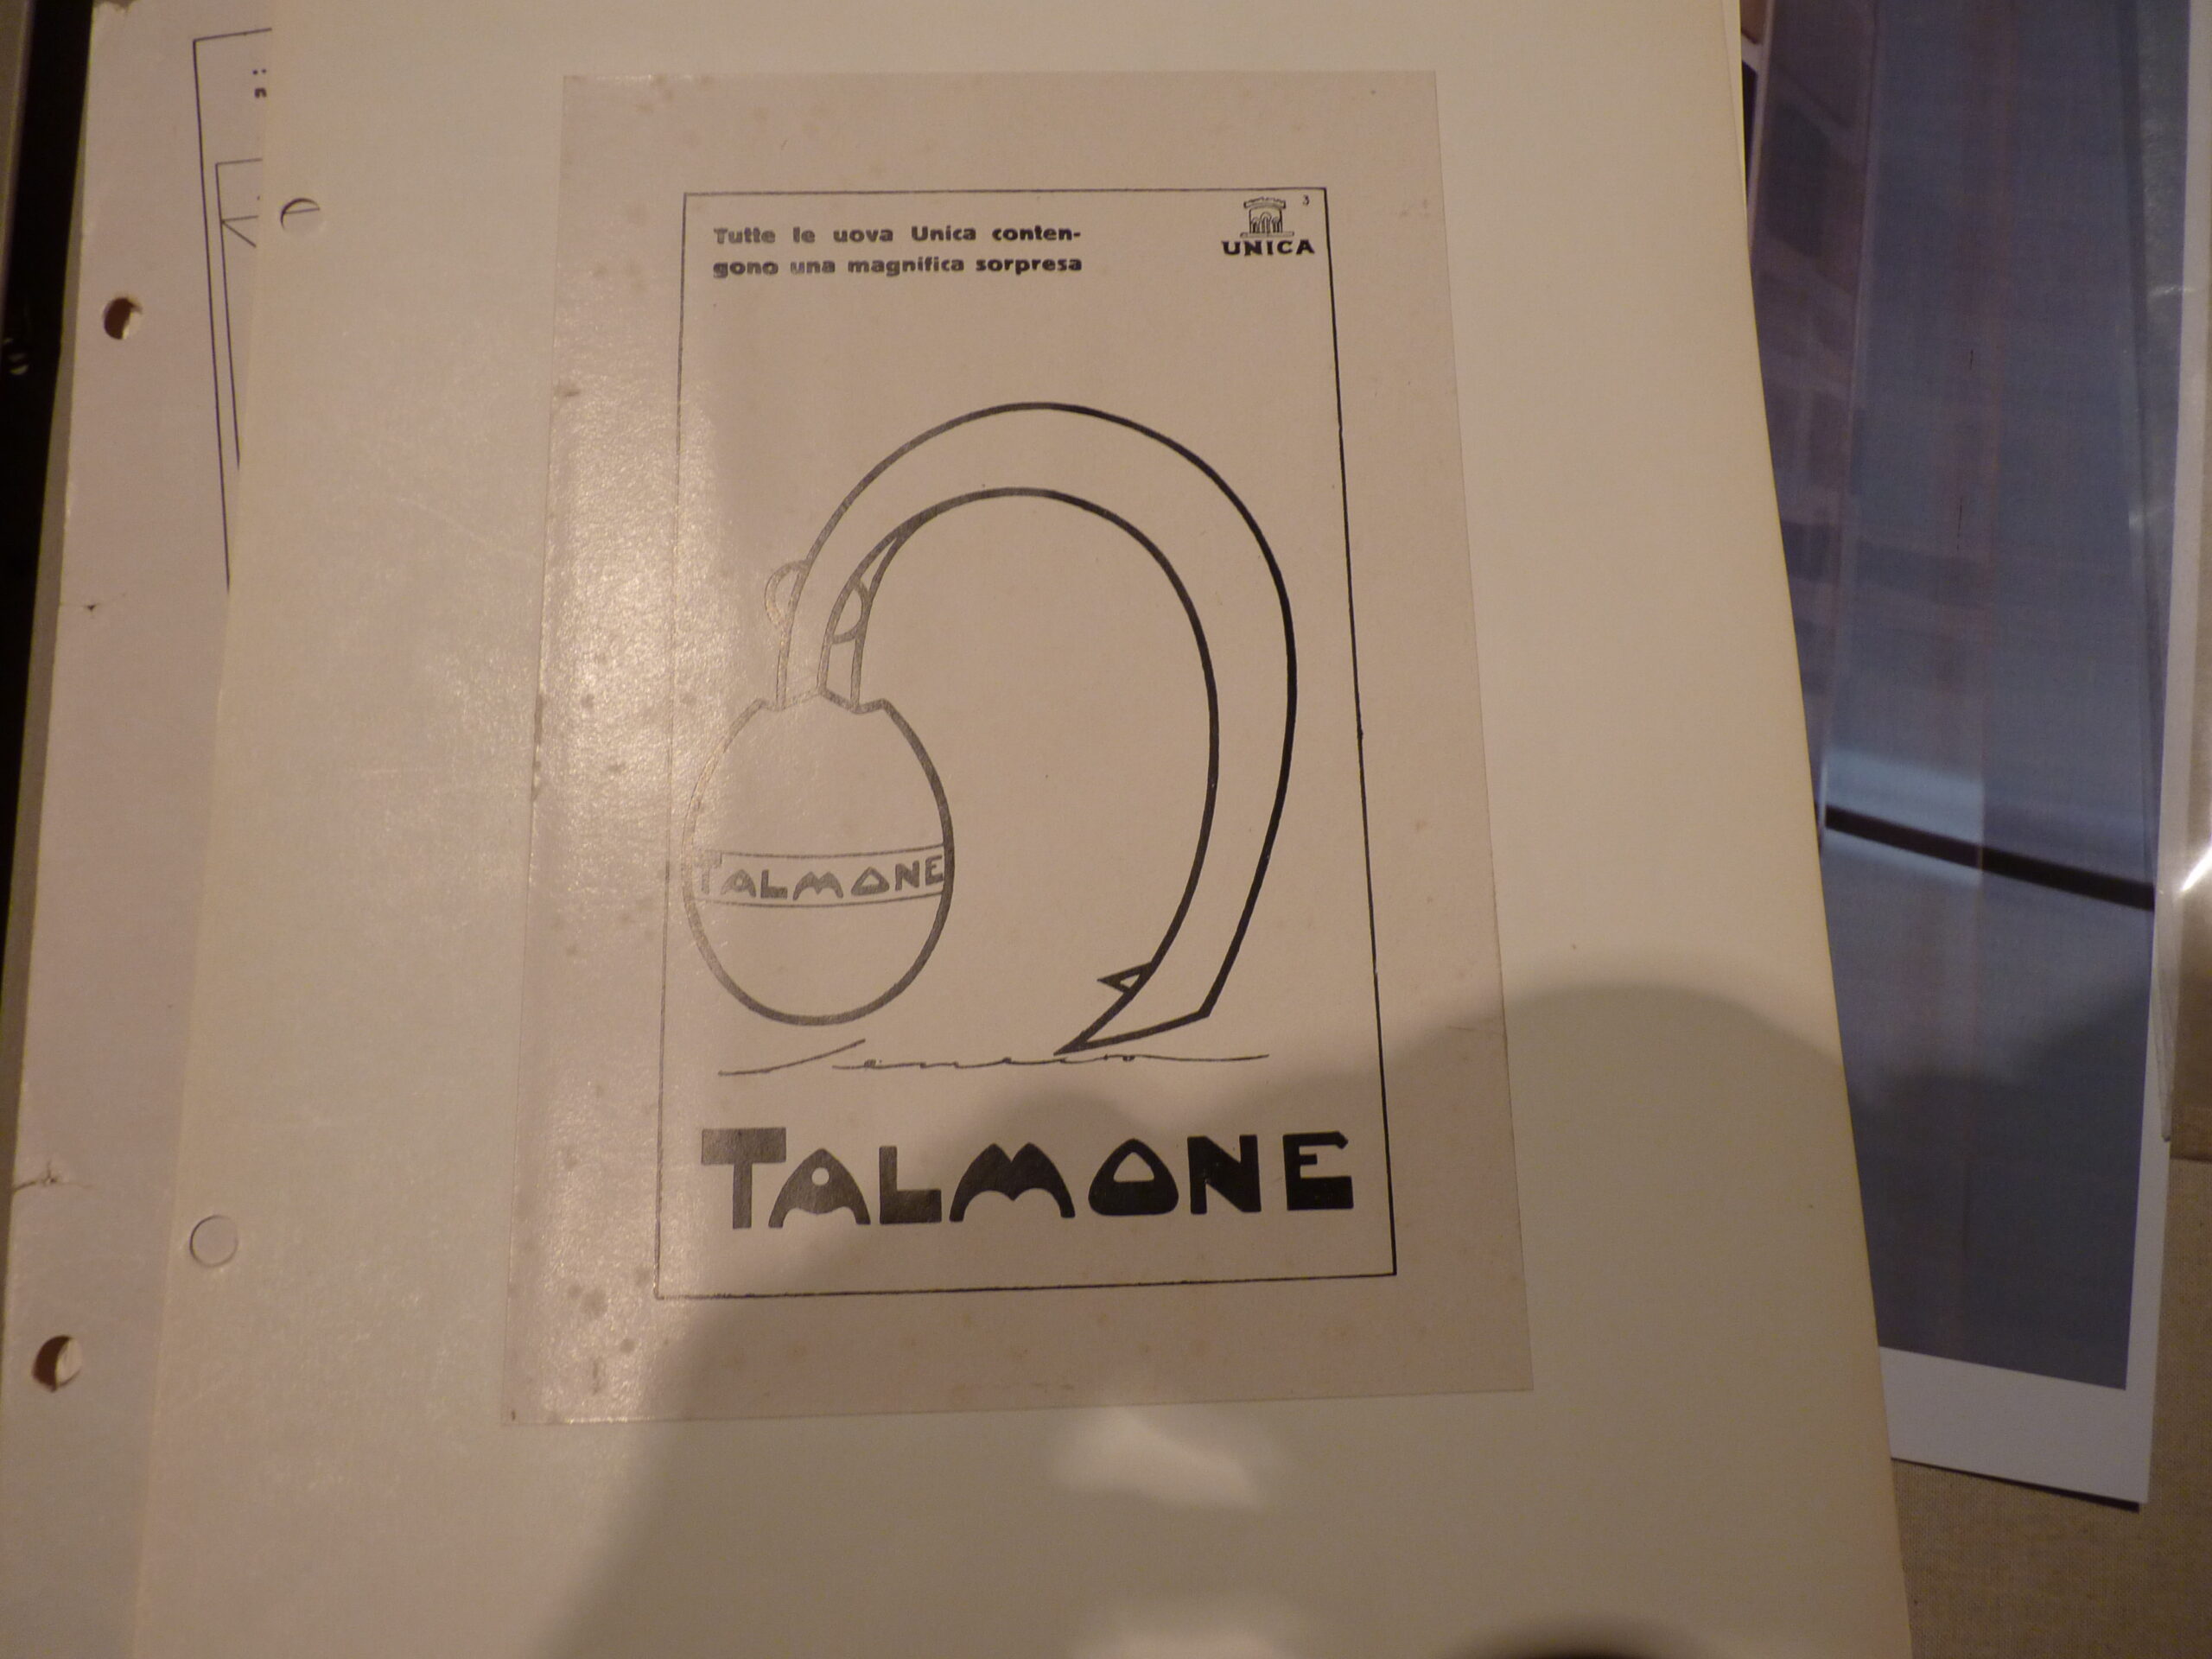 Tutte le uova Unica conten-
gono una magnifica sorpresa
3
UNICA
TALMONE
TALMONE